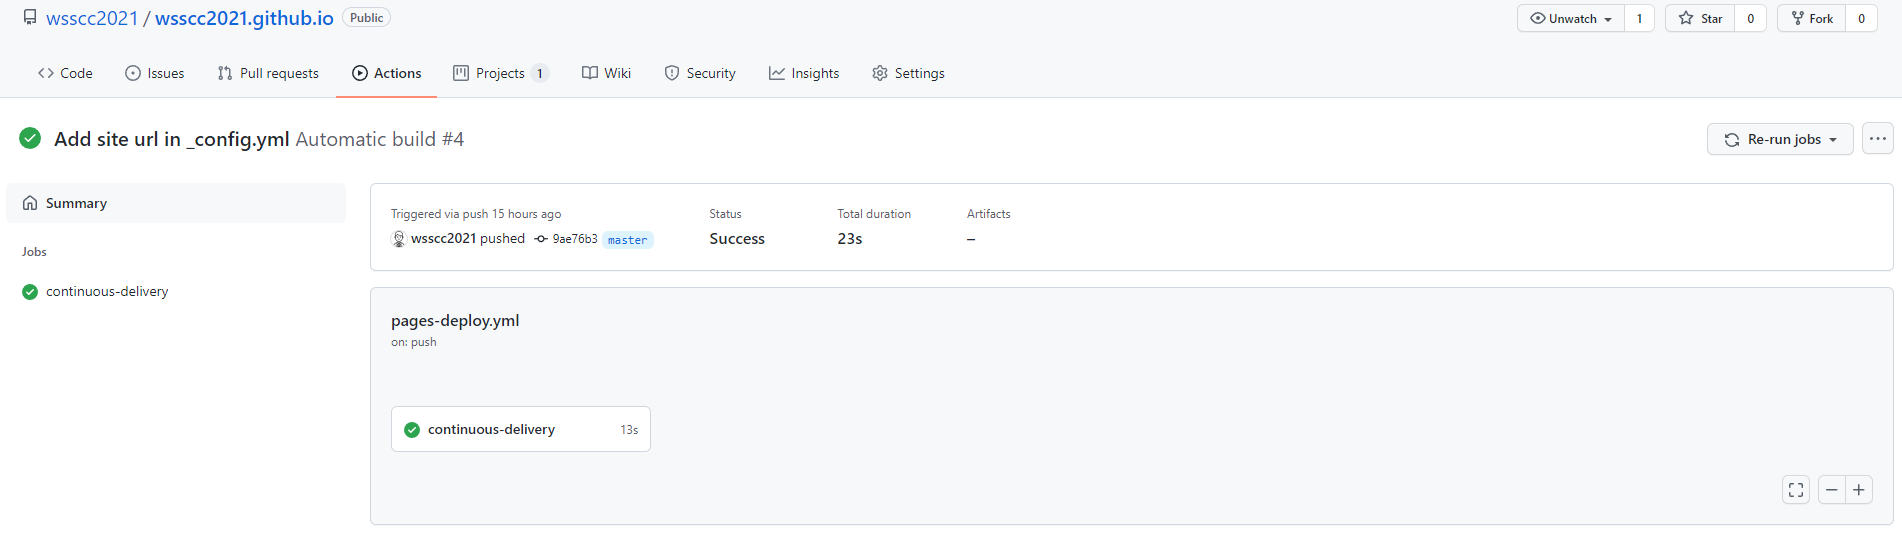 wsscc2021 / wsscc2021.github.io Public Unwatch 1 Star 0 Fork 0
Code Issues Pull requests Actions Projects 1 Wiki Security Insights Settings
Add site url in _config.yml Automatic build #4 Re-run jobs ...
Summary
Jobs
continuous-delivery
Triggered via push 15 hours ago Status Total duration Artifacts
wsscc2021 pushed 9ae76b3 master Success 23s –
pages-deploy.yml
on: push
continuous-delivery 13s